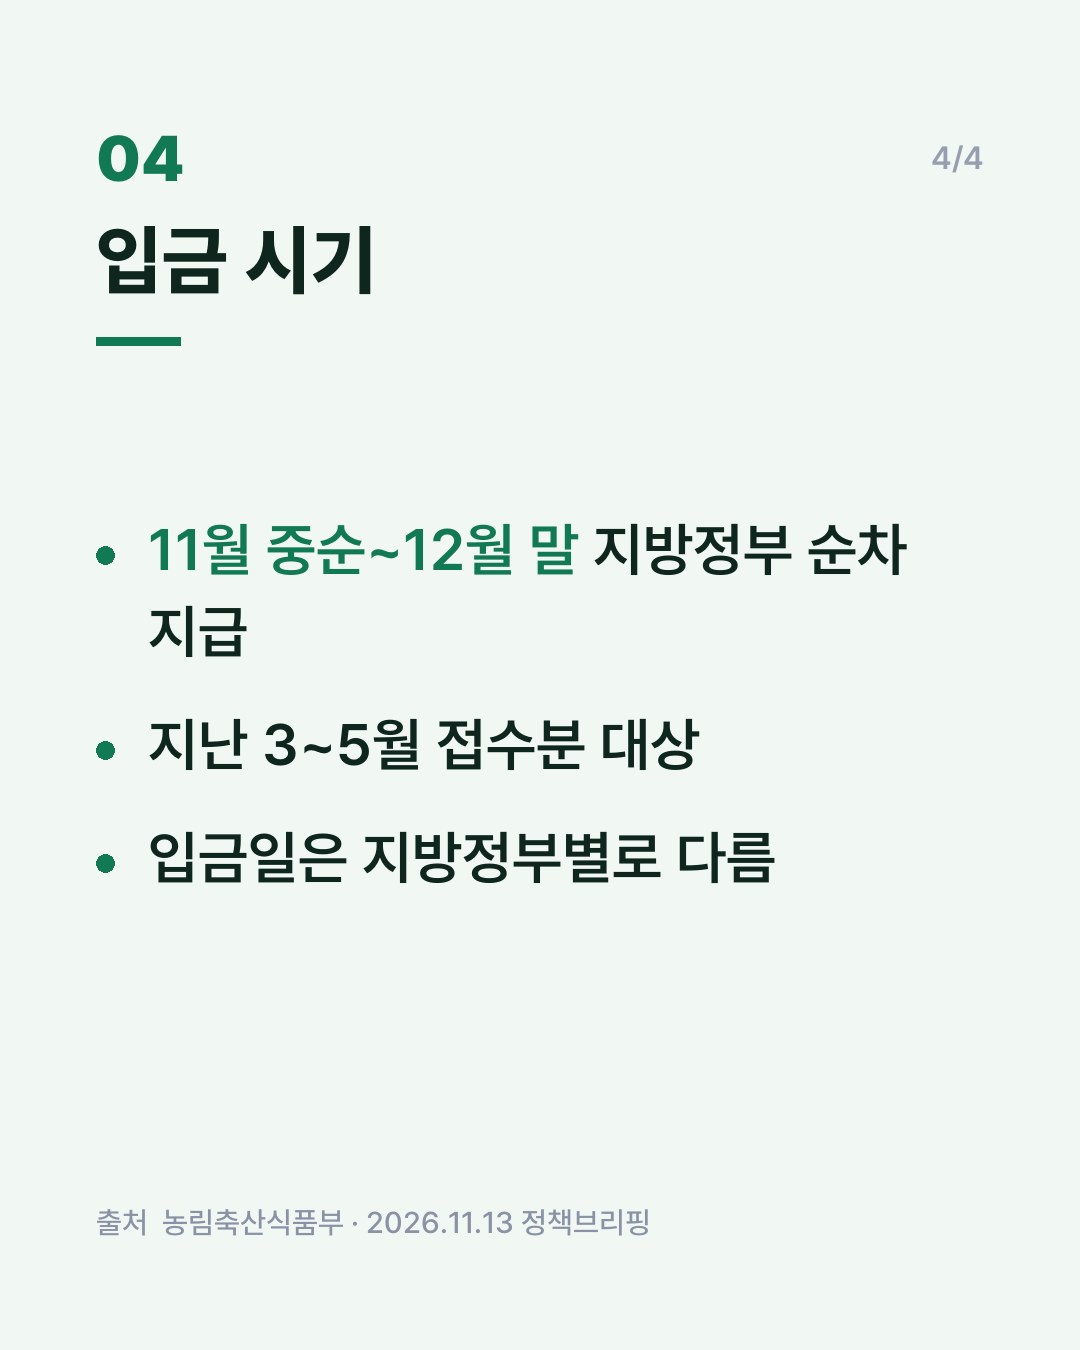 04
4/4
입금 시기
11월 중순~12월 말 지방정부 순차
지급
지난 3~5월 접수분 대상
입금일은 지방정부별로 다름
출처 농림축산식품부 · 2026.11.13 정책브리핑